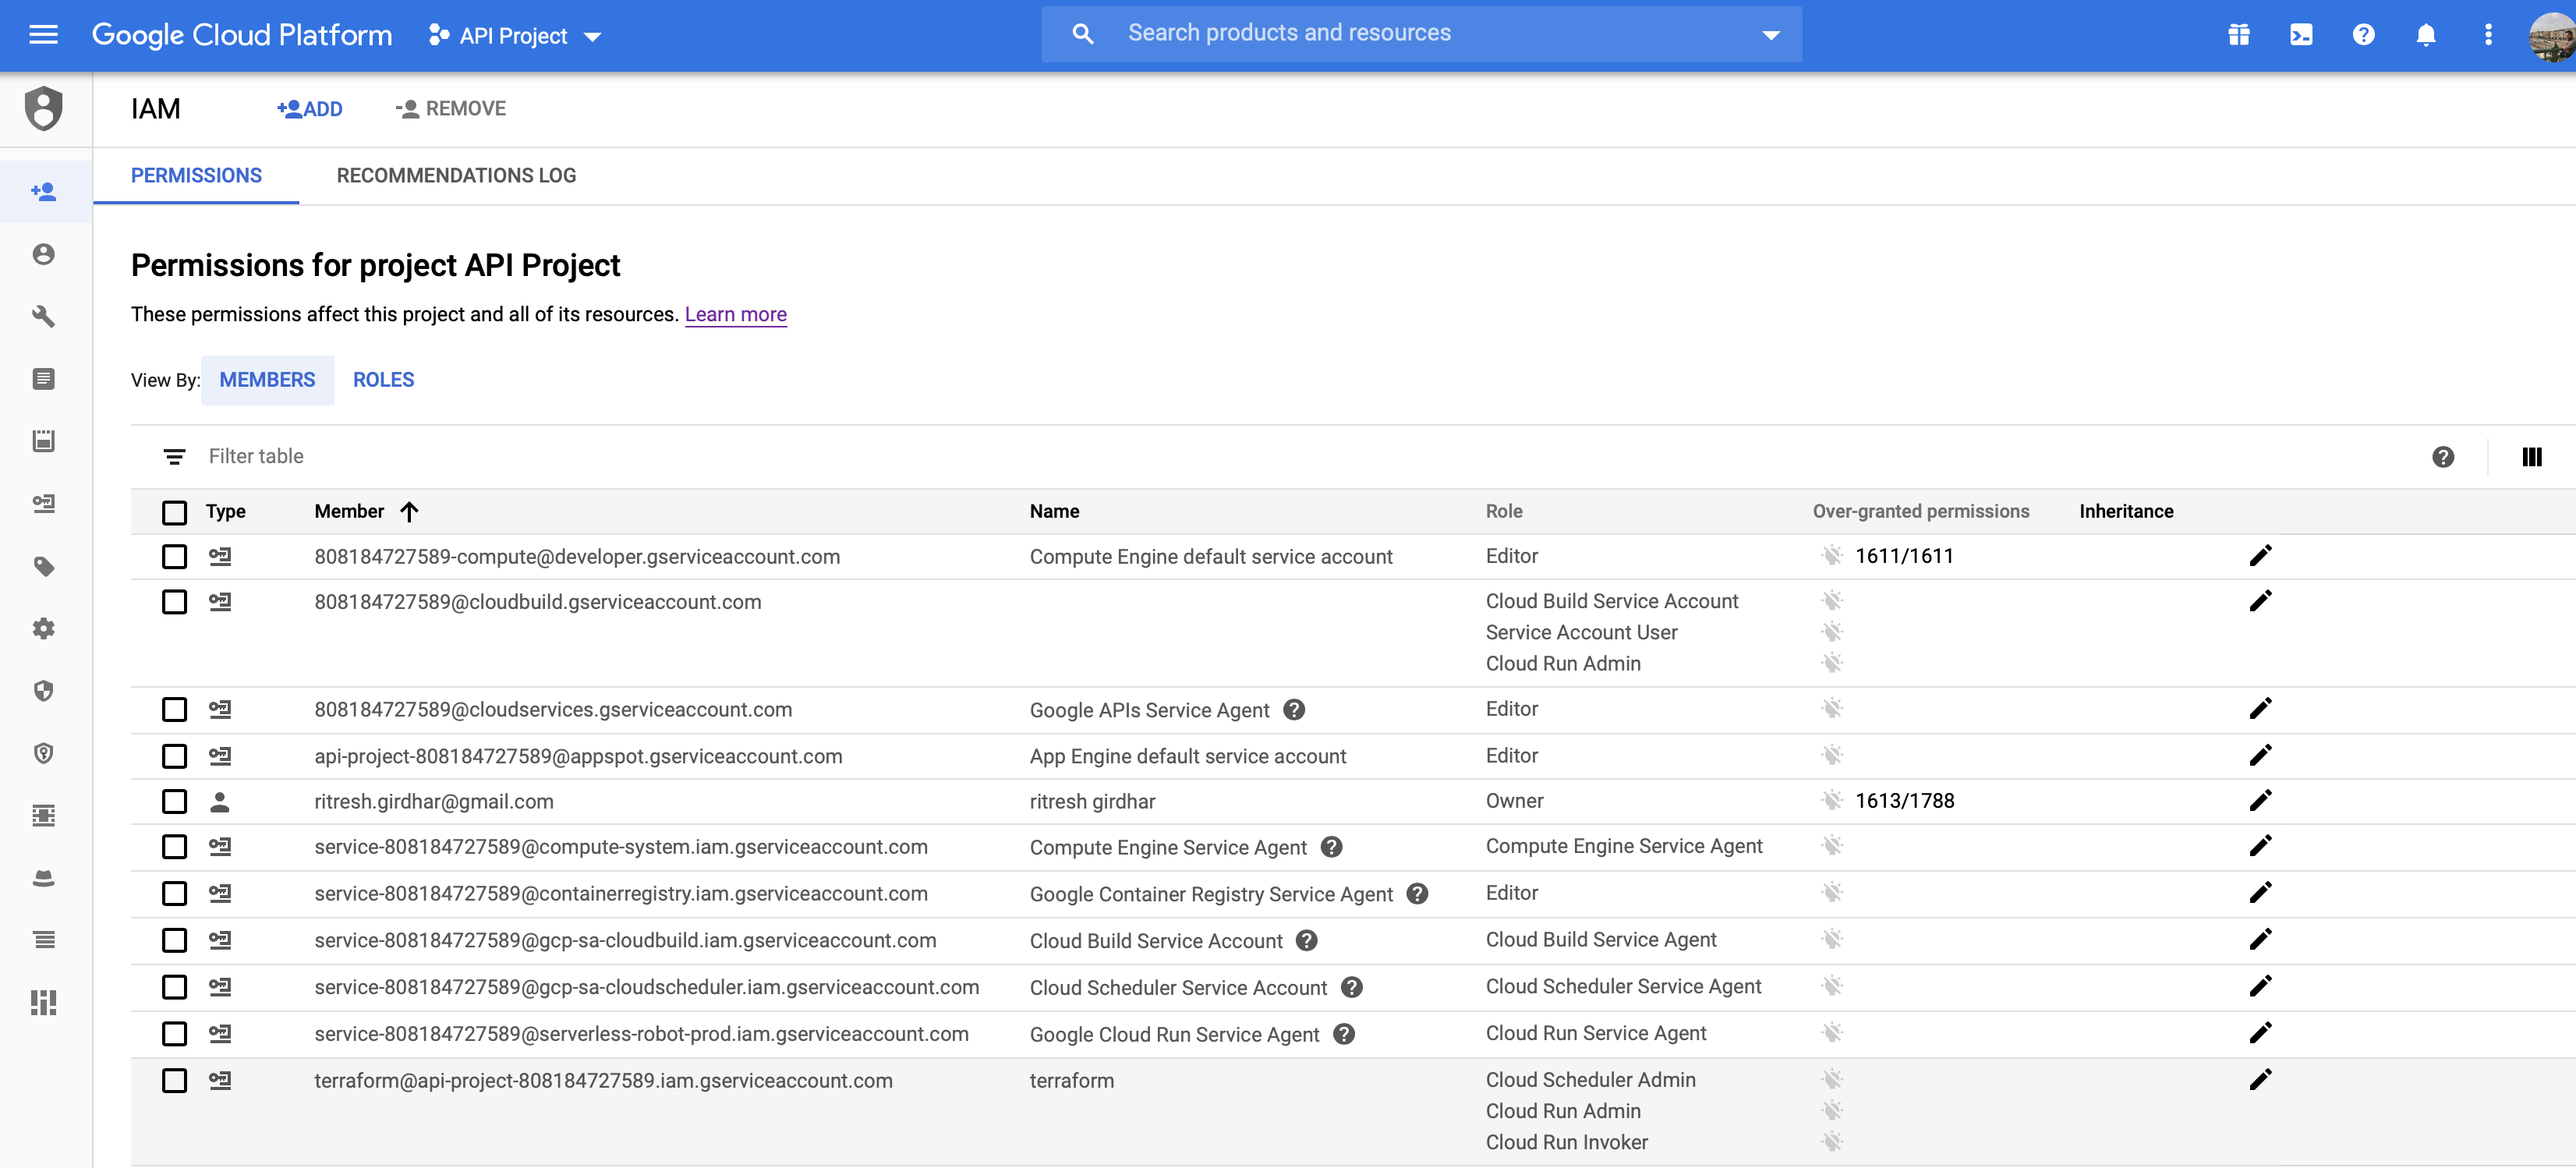 Google Cloud Platform API Project Search products and resources
IAM ADD REMOVE
PERMISSIONS RECOMMENDATIONS LOG
Permissions for project API Project
These permissions affect this project and all of its resources. Learn more
View By: MEMBERS ROLES
Filter table
Type Member Name Role Over-granted permissions Inheritance
808184727589-compute@developer.gserviceaccount.com Compute Engine default service account Editor 1611/1611
808184727589@cloudbuild.gserviceaccount.com Cloud Build Service Account
Service Account User
Cloud Run Admin
808184727589@cloudservices.gserviceaccount.com Google APIs Service Agent Editor
api-project-808184727589@appspot.gserviceaccount.com App Engine default service account Editor
ritresh.girdhar@gmail.com ritresh girdhar Owner 1613/1788
service-808184727589@compute-system.iam.gserviceaccount.com Compute Engine Service Agent Compute Engine Service Agent
service-808184727589@containerregistry.iam.gserviceaccount.com Google Container Registry Service Agent Editor
service-808184727589@gcp-sa-cloudbuild.iam.gserviceaccount.com Cloud Build Service Account Cloud Build Service Agent
service-808184727589@gcp-sa-cloudscheduler.iam.gserviceaccount.com Cloud Scheduler Service Account Cloud Scheduler Service Agent
service-808184727589@serverless-robot-prod.iam.gserviceaccount.com Google Cloud Run Service Agent Cloud Run Service Agent
terraform@api-project-808184727589.iam.gserviceaccount.com terraform Cloud Scheduler Admin
Cloud Run Admin
Cloud Run Invoker